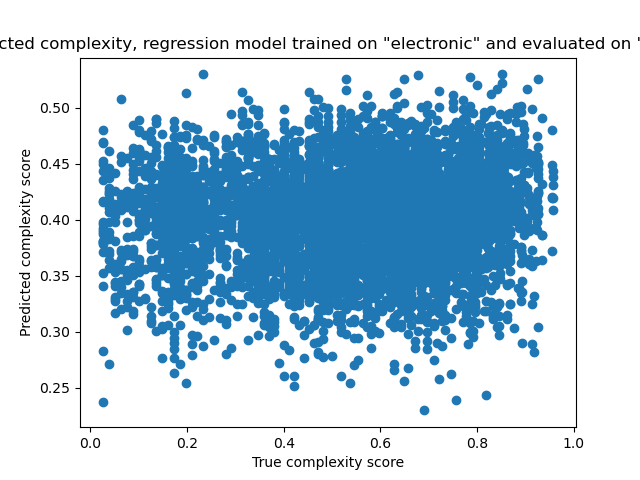 cted complexity, regression model trained on "electronic" and evaluated on "
0.50
0.45
0.40
0.35
0.30
0.25
Predicted complexity score
0.0 0.2 0.4 0.6 0.8 1.0
True complexity score